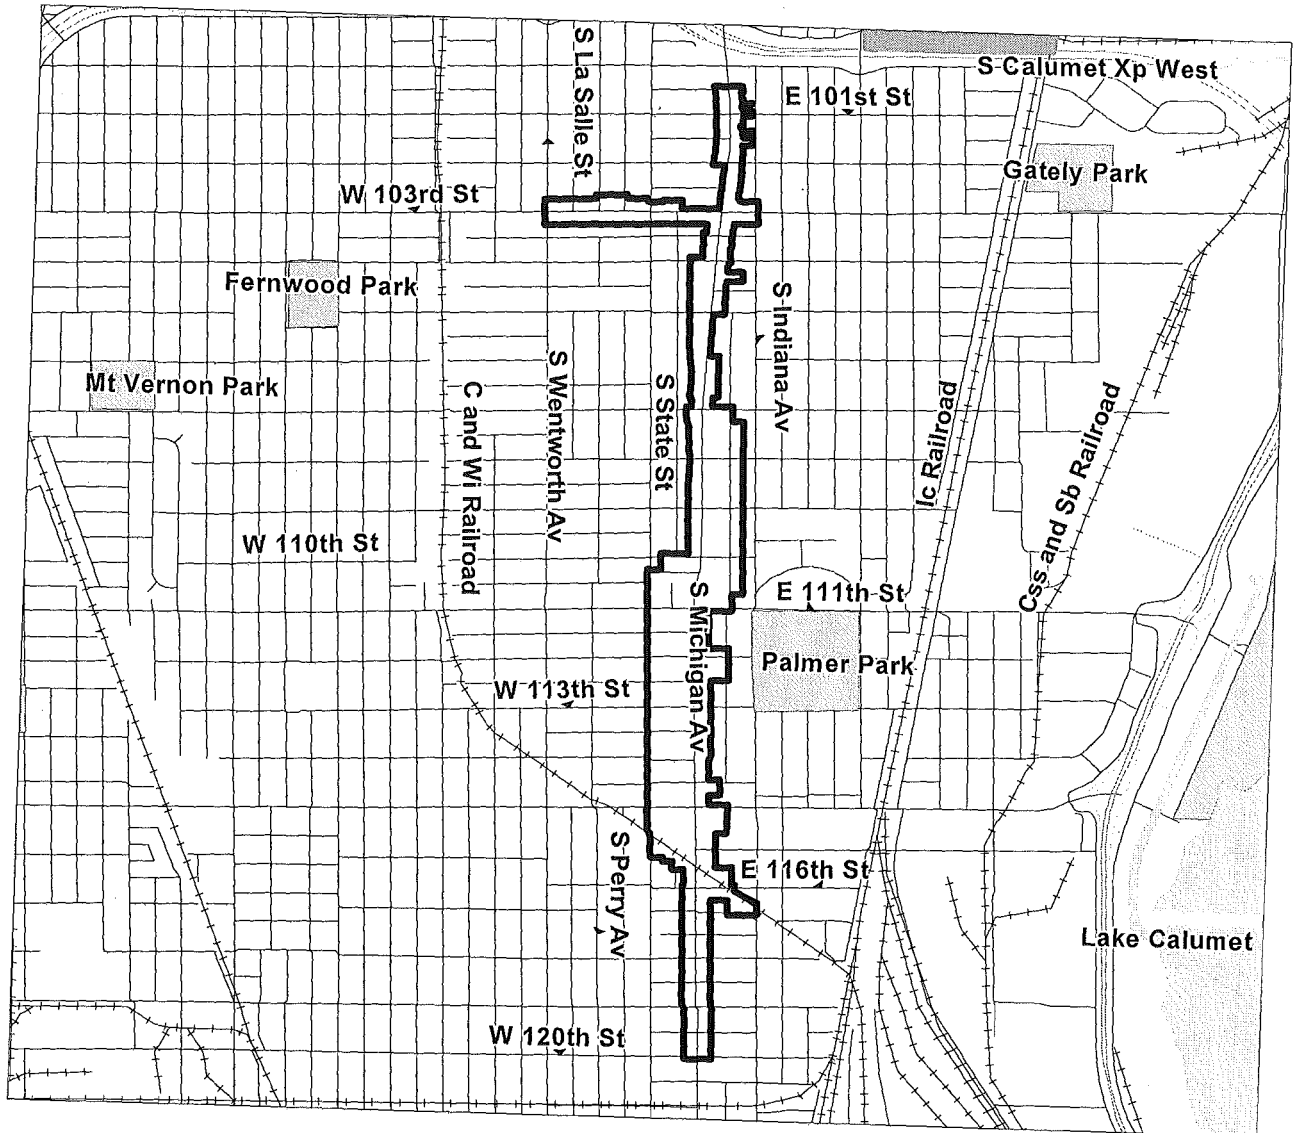 S La Salle St
S Calumet Xp West
E 101st St
Gately Park
W 103rd St
Fernwood Park
S Indiana Av
Mt Vernon Park
S Wentworth Av
S State St
C and Wi Railroad
Ic Railroad
Css and Sb Railroad
W 110th St
E 111th St
S Michigan Av
Palmer Park
W 113th St
S Perry Av
E 116th St
Lake Calumet
W 120th St